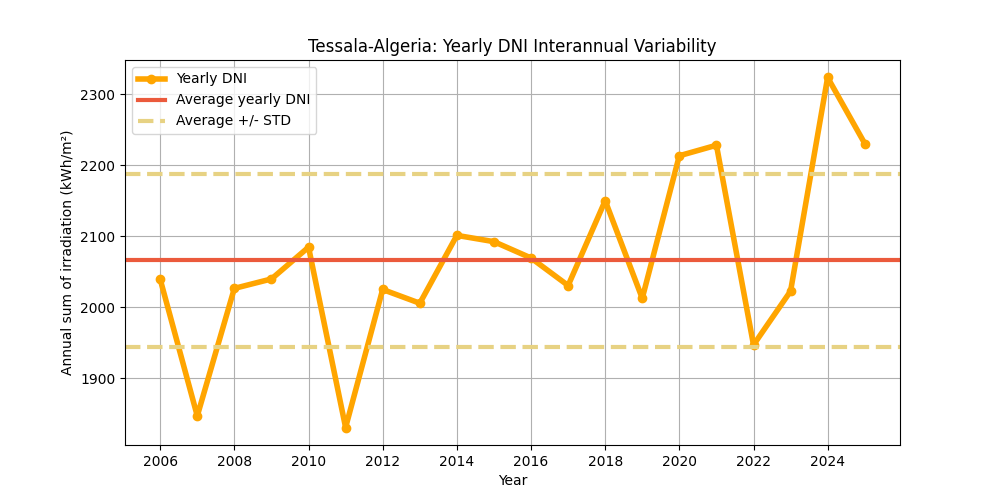 Tessala-Algeria: Yearly DNI Interannual Variability
Yearly DNI
Average yearly DNI
Average +/- STD
Annual sum of irradiation (kWh/m²)
2300
2200
2100
2000
1900
2006 2008 2010 2012 2014 2016 2018 2020 2022 2024
Year